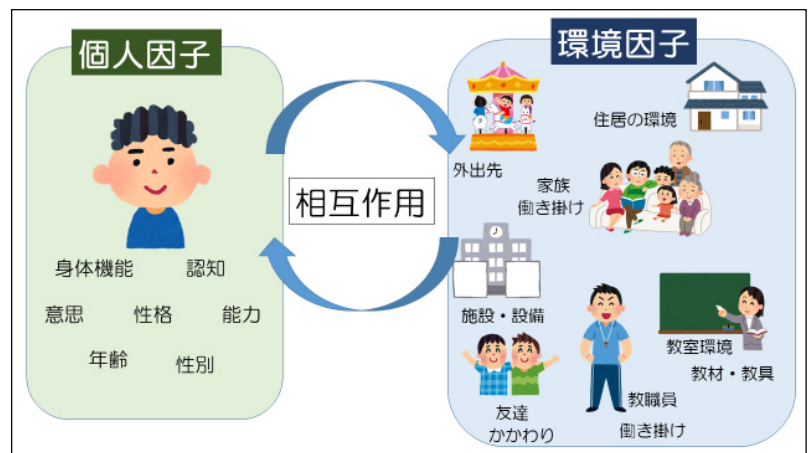 個人因子
身体機能
認知
意思
性格
能力
年齢
性別
相互作用
環境因子
外出先
住居の環境
家族
働き掛け
施設・設備
友達
かかわり
教職員
働き掛け
教室環境
教材・教具